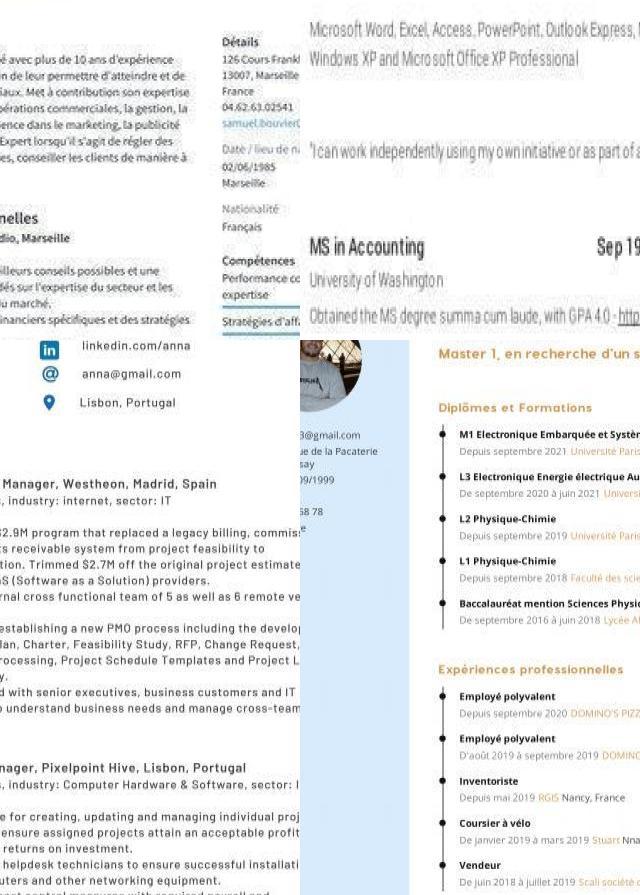 é avec plus de 10 ans d'expérience
n de leur permettre d'atteindre et de
iaux. Met à contribution son expertise
pérations commerciales, la gestion, la
ence dans le marketing, la publicité
Expert lorsqu'il s'agit de régler des
es, conseiller les clients de manière à
nelles
dio, Marseille
illeurs conseils possibles et une
dés sur l'expertise du secteur et les
u marché.
inanciers spécifiques et des stratégies
Détails
126 Cours Frankl
13007, Marseille
France
04.62.63.02541
samuel.bouvier
Date / lieu de na
02/06/1985
Marseille
Nationalité
Français
Compétences
Performance co
expertise
Stratégies d'affa
Microsoft Word, Excel, Access, PowerPoint, Outlook Express,
Windows XP and Microsoft Office XP Professional
"I can work independently using my own initiative or as part of a
MS in Accounting Sep 19
University of Washington
Obtained the MS degree summa cum laude, with GPA 4.0 - http
linkedin.com/anna
anna@gmail.com
Lisbon, Portugal
Manager, Westheon, Madrid, Spain
s, industry: internet, sector: IT
$2.9M program that replaced a legacy billing, commis
ts receivable system from project feasibility to
tion. Trimmed $2.7M off the original project estimate
aS (Software as a Solution) providers.
rnal cross functional team of 5 as well as 6 remote ve
establishing a new PMO process including the develop
lan, Charter, Feasibility Study, RFP, Change Request,
rocessing, Project Schedule Templates and Project L
y.
d with senior executives, business customers and IT
o understand business needs and manage cross-team
nager, Pixelpoint Hive, Lisbon, Portugal
s, industry: Computer Hardware & Software, sector: I
e for creating, updating and managing individual proj
ensure assigned projects attain an acceptable profit
returns on investment.
helpdesk technicians to ensure successful installati
uters and other networking equipment.
3@gmail.com
ue de la Pacaterie
say
09/1999
68 78
e
Master 1, en recherche d'un s
Diplômes et Formations
M1 Electronique Embarquée et Systè
Depuis septembre 2021 Université Paris
L3 Electronique Energie électrique Au
De septembre 2020 à juin 2021 Universi
L2 Physique-Chimie
Depuis septembre 2019 Université Paris
L1 Physique-Chimie
Depuis septembre 2018 Faculté des scie
Baccalauréat mention Sciences Physiq
De septembre 2016 à juin 2018 Lycée Al
Expériences professionnelles
Employé polyvalent
Depuis septembre 2020 DOMINO'S PIZZ
Employé polyvalent
D'août 2019 à septembre 2019 DOMINO
Inventoriste
Depuis mai 2019 RGIS Nancy, France
Coursier à vélo
De janvier 2019 à mars 2019 Stuart Nna
Vendeur
De juin 2018 à juillet 2019 Scali société